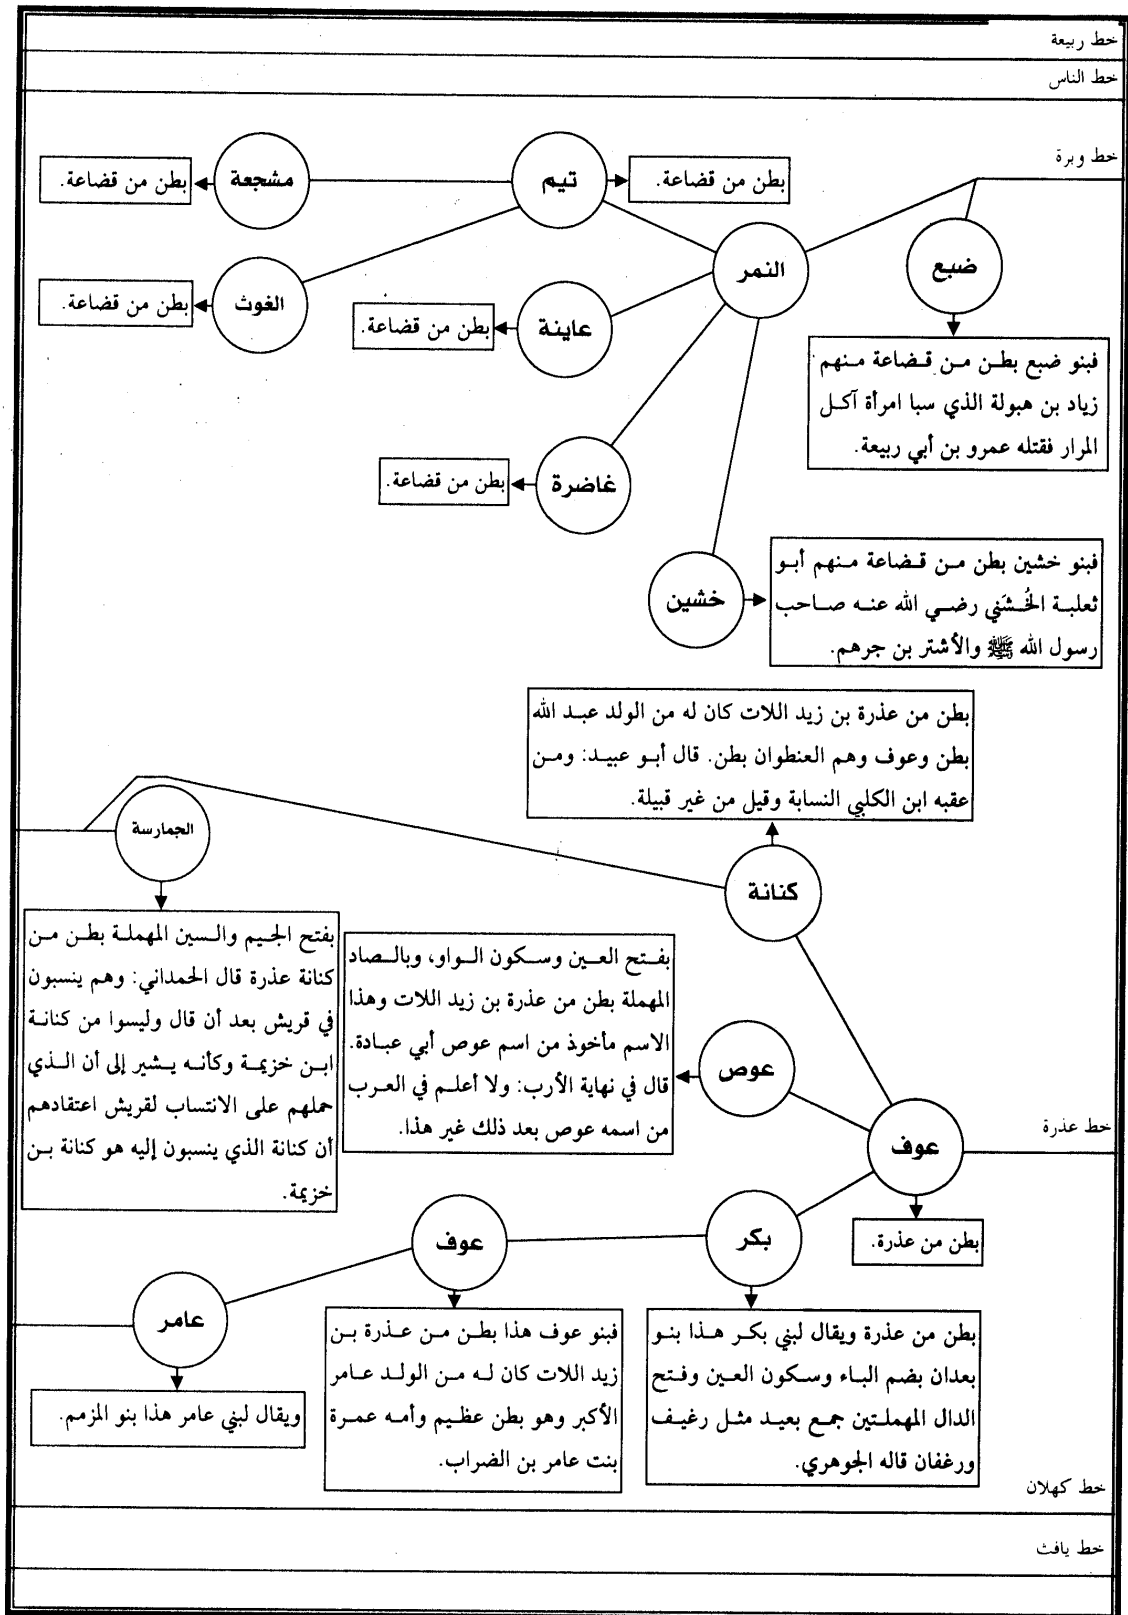 خط ربيعة
خط الناس
خط وبرة
ضبع
فبنو ضبع بطن من قضاعة منهم
زياد بن هبولة الذي سبا امرأة آكل
المرار فقتله عمرو بن أبي ربيعة.
النمر
تيم
بطن من قضاعة.
مشجعة
بطن من قضاعة.
الغوث
بطن من قضاعة.
عاينة
بطن من قضاعة.
غاضرة
بطن من قضاعة.
خشين
فبنو خشين بطن من قضاعة منهم أبو
ثعلبة الخُشَني رضي الله عنه صاحب
رسول الله ﷺ والأشتر بن جرهم.
بطن من عذرة بن زيد اللات كان له من الولد عبد الله
بطن وعوف وهم العنطوان بطن. قال أبو عبيد: ومن
عقبه ابن الكلبي النسابة وقيل من غير قبيلة.
كنانة
الجمارسة
بفتح الجيم والسين المهملة بطن من
كنانة عذرة قال الحمداني: وهم ينسبون
في قريش بعد أن قال وليسوا من كنانة
ابن خزيمة وكأنه يشير إلى أن الذي
حملهم على الانتساب لقريش اعتقادهم
أن كنانة الذي ينسبون إليه هو كنانة بن
خزيمة.
عوص
بفتح العين وسكون الواو، وبالصاد
المهملة بطن من عذرة بن زيد اللات وهذا
الاسم مأخوذ من اسم عوص أبي عبادة.
قال في نهاية الأرب: ولا أعلم في العرب
من اسمه عوص بعد ذلك غير هذا.
خط عذرة
عوف
بطن من عذرة.
بكر
بطن من عذرة ويقال لبني بكر هذا بنو
بعدان بضم الباء وسكون العين وفتح
الدال المهملتين جمع بعيد مثل رغيف
ورغفان قاله الجوهري.
عوف
فبنو عوف هذا بطن من عذرة بن
زيد اللات كان له من الولد عامر
الأكبر وهو بطن عظيم وأمه عمرة
بنت عامر بن الضراب.
عامر
ويقال لبني عامر هذا بنو المزمم.
خط كهلان
خط يافث